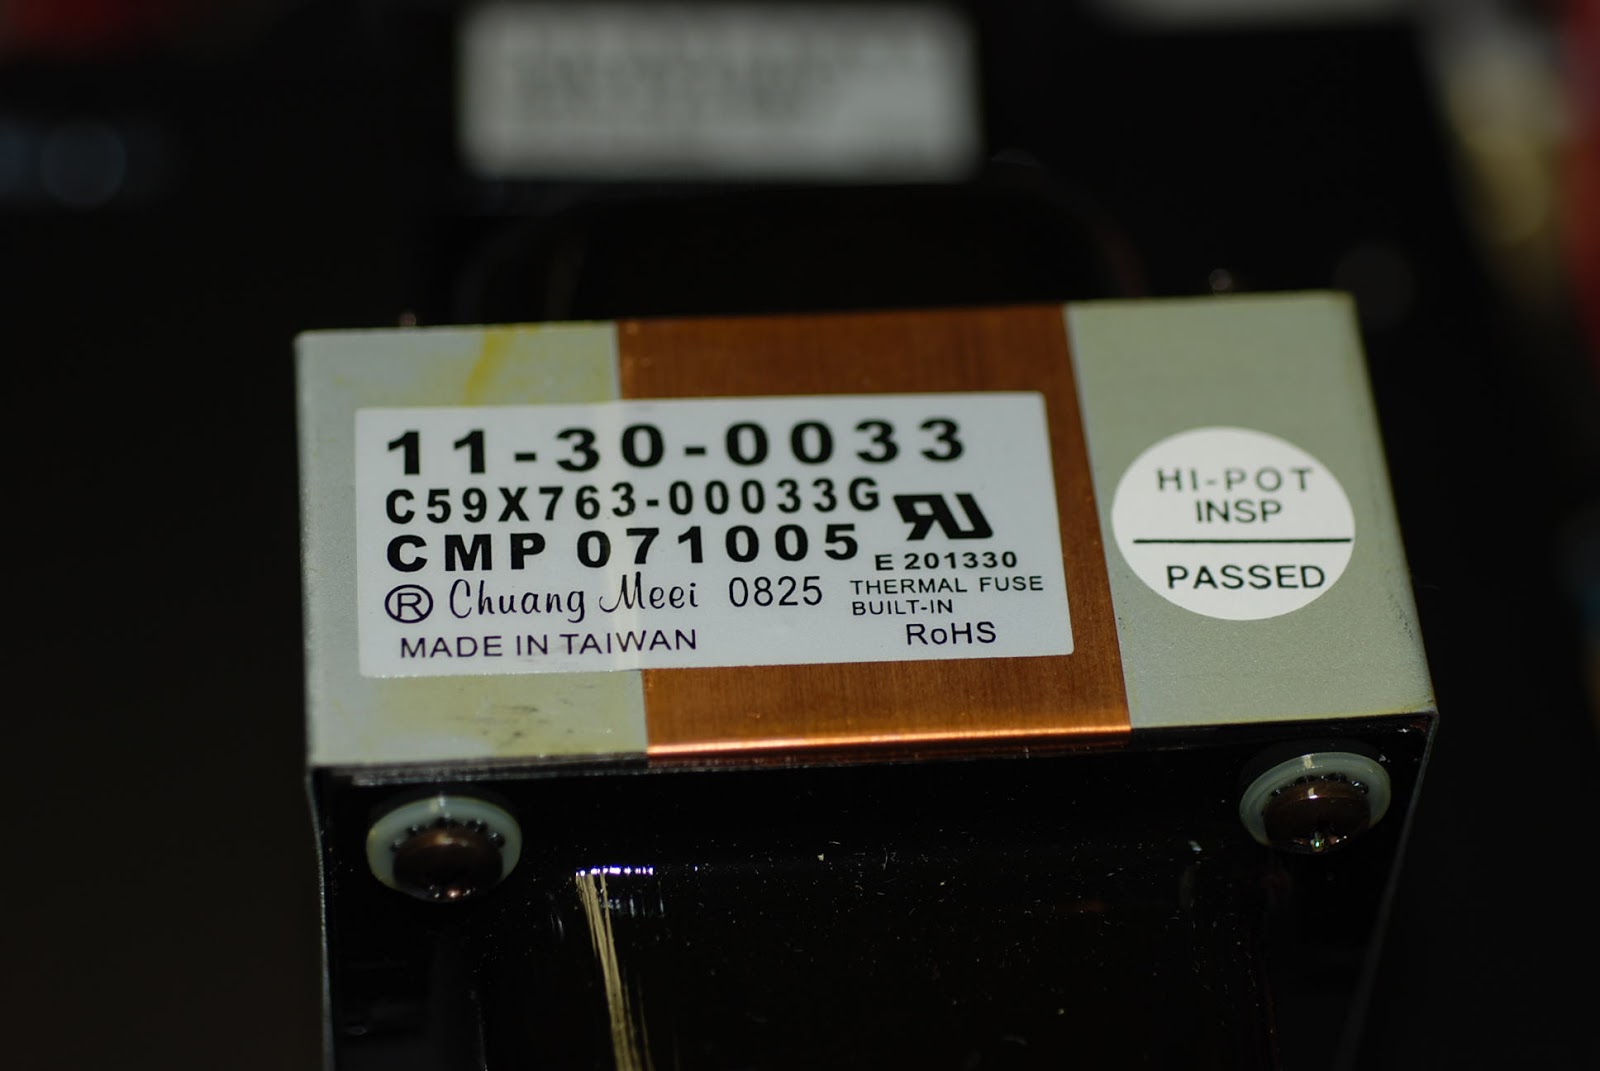 11-30-0033
C59X763-00033G
CMP 071005
E 201330
® Chuang Meei 0825
THERMAL FUSE
BUILT-IN
MADE IN TAIWAN
RoHS
HI-POT
INSP
PASSED